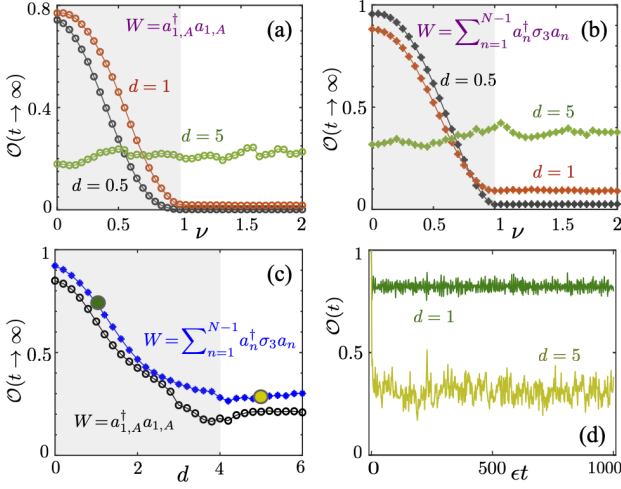 0.8
0.4
0
0 0.5 1 1.5 2
ν
𝒪(t → ∞)
W = a†₁,A a₁,A
(a)
d = 1
d = 5
d = 0.5
1
0.5
0
0 0.5 1 1.5 2
ν
𝒪(t → ∞)
W = ∑ᴺ⁻¹ₙ₌₁ a†ₙ σ₃ aₙ
(b)
d = 0.5
d = 5
d = 1
1
0.5
0
0 2 4 6
d
𝒪(t → ∞)
(c)
W = ∑ᴺ⁻¹ₙ₌₁ a†ₙ σ₃ aₙ
W = a†₁,A a₁,A
1
0.5
0
0 500 1000
ϵt
𝒪(t)
d = 1
d = 5
(d)